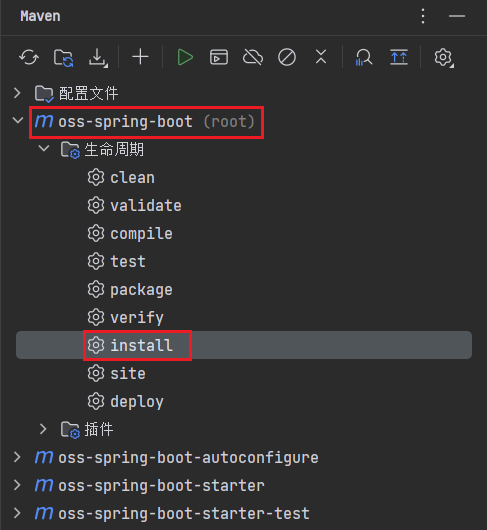 Maven
配置文件
oss-spring-boot (root)
生命周期
clean
validate
compile
test
package
verify
install
site
deploy
插件
oss-spring-boot-autoconfigure
oss-spring-boot-starter
oss-spring-boot-starter-test